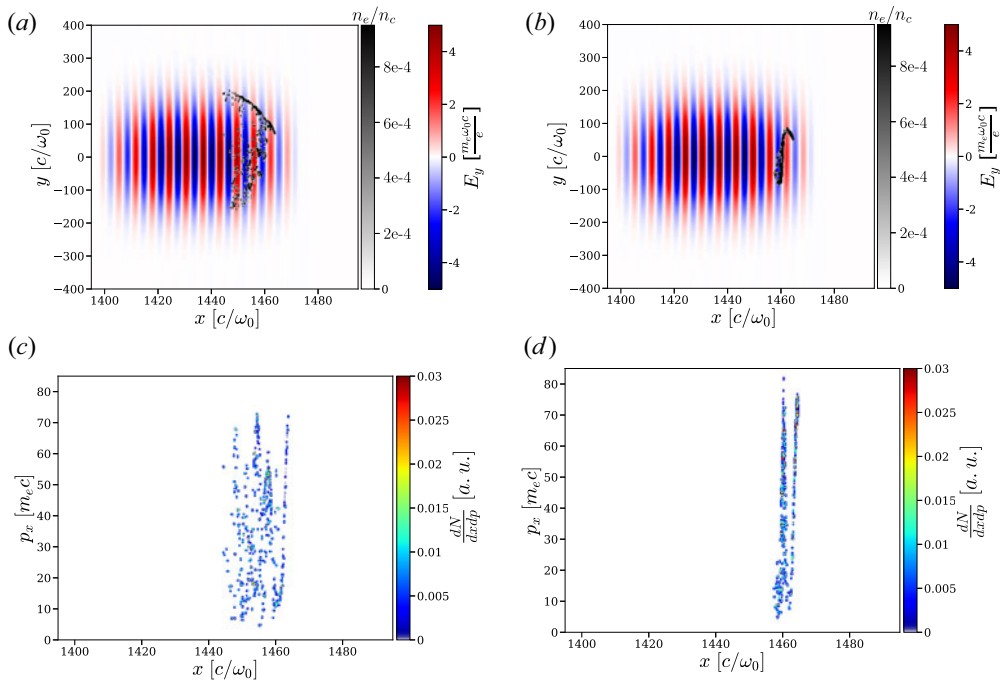 (a)
n_e/n_c
400
300
200
100
0
−100
−200
−300
−400
y [c/ω_0]
1400 1420 1440 1460 1480
x [c/ω_0]
8e-4
6e-4
4e-4
2e-4
0
4
2
0
-2
-4
E_y [m_e ω_0 c / e]
(b)
n_e/n_c
400
300
200
100
0
−100
−200
−300
−400
y [c/ω_0]
1400 1420 1440 1460 1480
x [c/ω_0]
8e-4
6e-4
4e-4
2e-4
0
4
2
0
-2
-4
E_y [m_e ω_0 c / e]
(c)
80
70
60
50
40
30
20
10
0
p_x [m_e c]
1400 1420 1440 1460 1480
x [c/ω_0]
0.03
0.025
0.02
0.015
0.01
0.005
0
dN/dxdp [a. u.]
(d)
80
70
60
50
40
30
20
10
0
p_x [m_e c]
1400 1420 1440 1460 1480
x [c/ω_0]
0.03
0.025
0.02
0.015
0.01
0.005
0
dN/dxdp [a. u.]